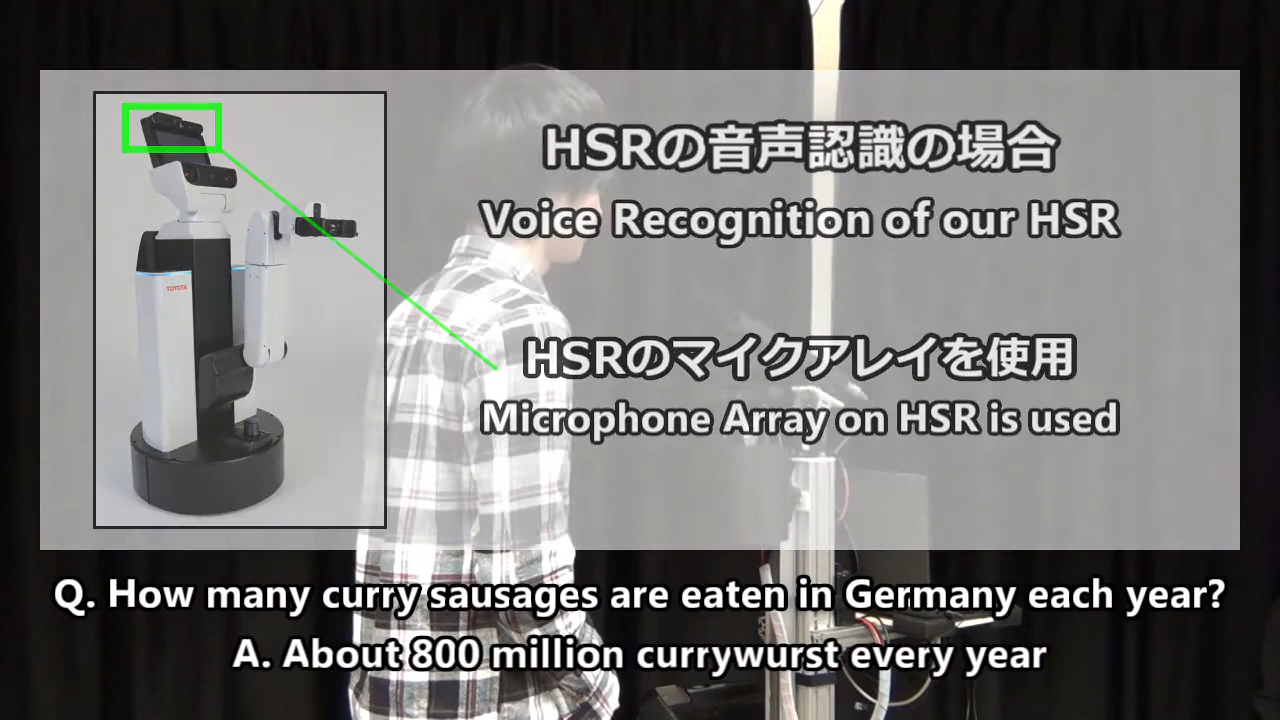 HSRの音声認識の場合
Voice Recognition of our HSR
TOYOTA
HSRのマイクアレイを使用
Microphone Array on HSR is used
Q. How many curry sausages are eaten in Germany each year?
A. About 800 million currywurst every year